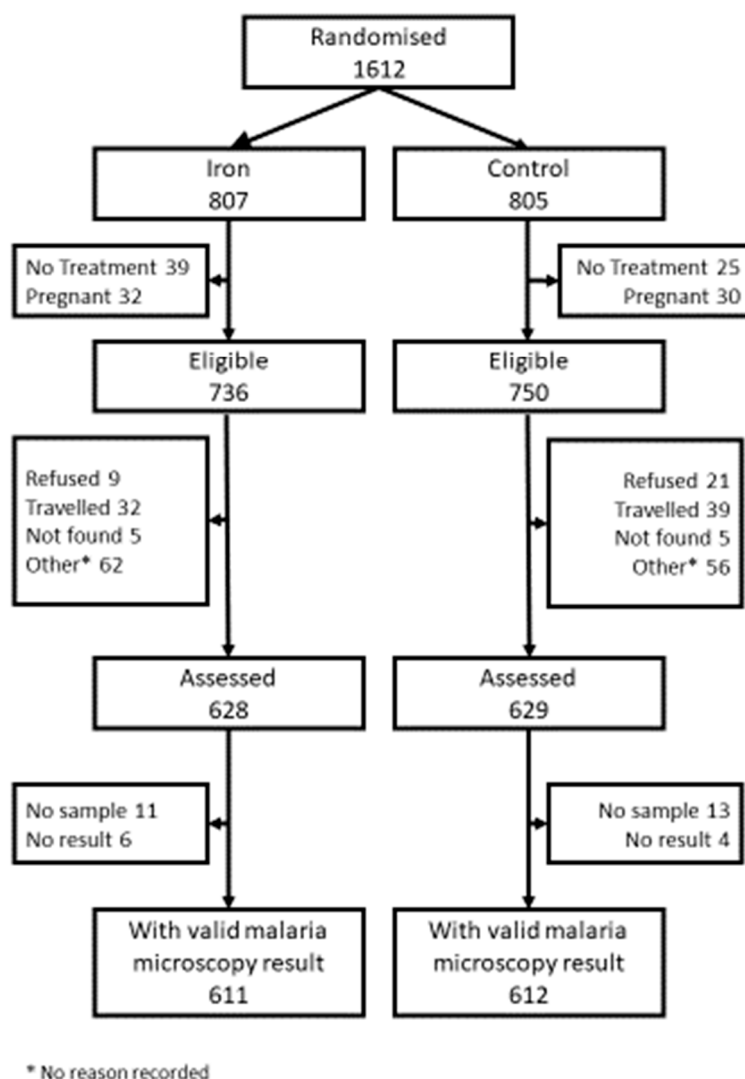 Randomised
1612
Iron
807
Control
805
No Treatment 39
Pregnant 32
No Treatment 25
Pregnant 30
Eligible
736
Eligible
750
Refused 9
Travelled 32
Not found 5
Other* 62
Refused 21
Travelled 39
Not found 5
Other* 56
Assessed
628
Assessed
629
No sample 11
No result 6
No sample 13
No result 4
With valid malaria
microscopy result
611
With valid malaria
microscopy result
612
* No reason recorded